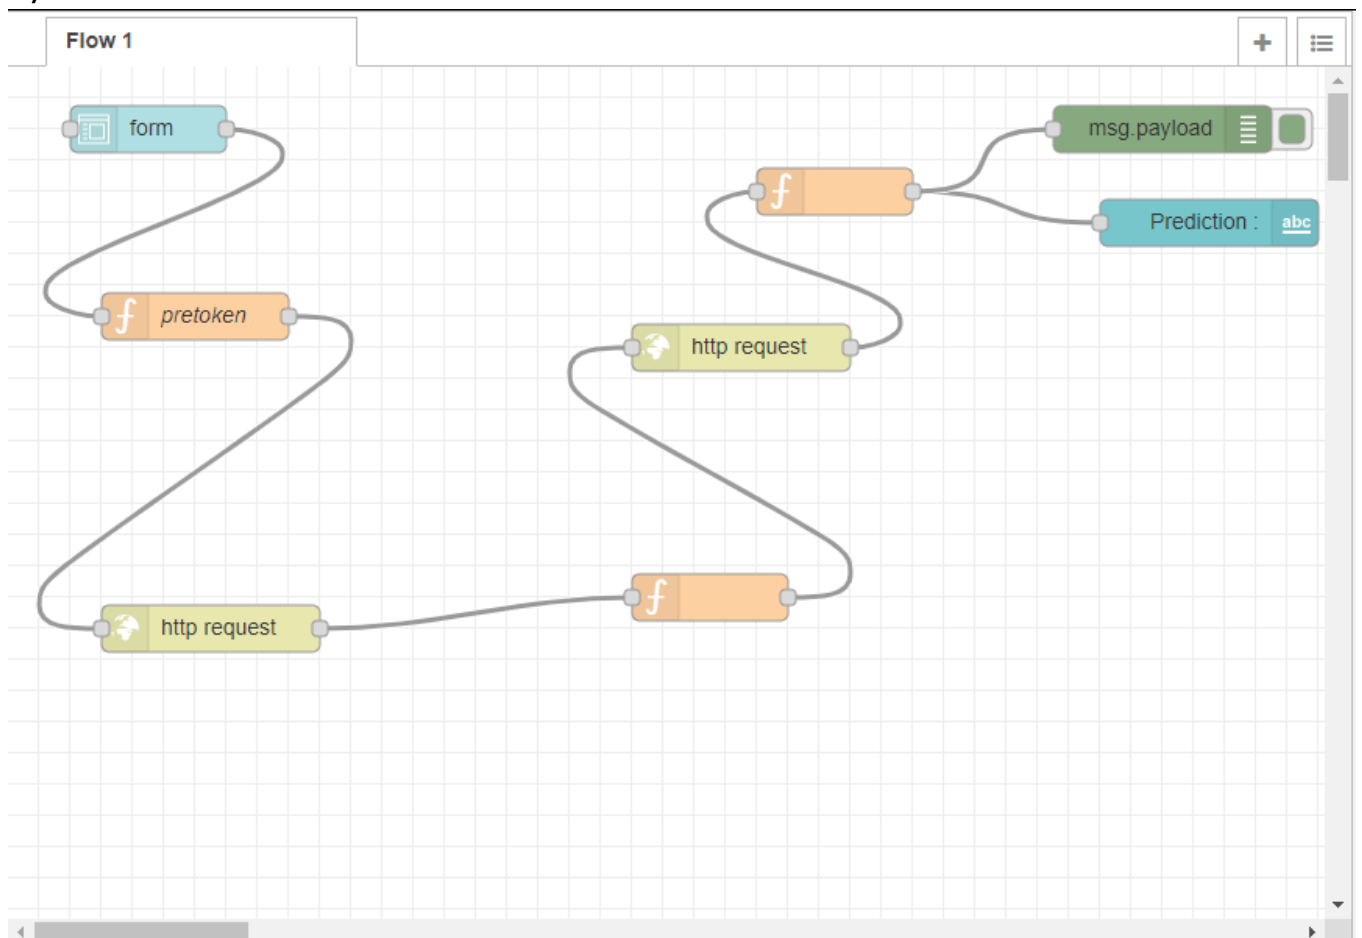 Flow 1
form
msg.payload
Prediction :
abc
pretoken
http request
http request